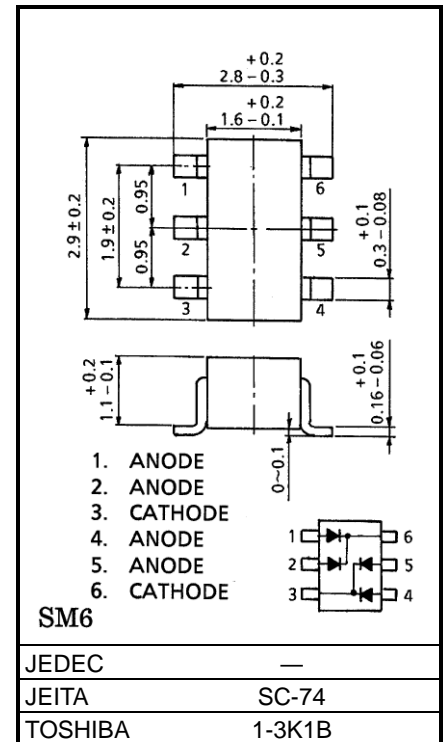 +0.2
2.8-0.3
+0.2
1.6-0.1
2.9±0.2
1.9±0.2
0.95
0.95
1
2
3
6
5
4
+0.1
0.3-0.08
+0.2
1.1-0.1
+0.1
0.16-0.06
0~0.1
1. ANODE
2. ANODE
3. CATHODE
4. ANODE
5. ANODE
6. CATHODE
1 6
2 5
3 4
SM6
JEDEC —
JEITA SC-74
TOSHIBA 1-3K1B